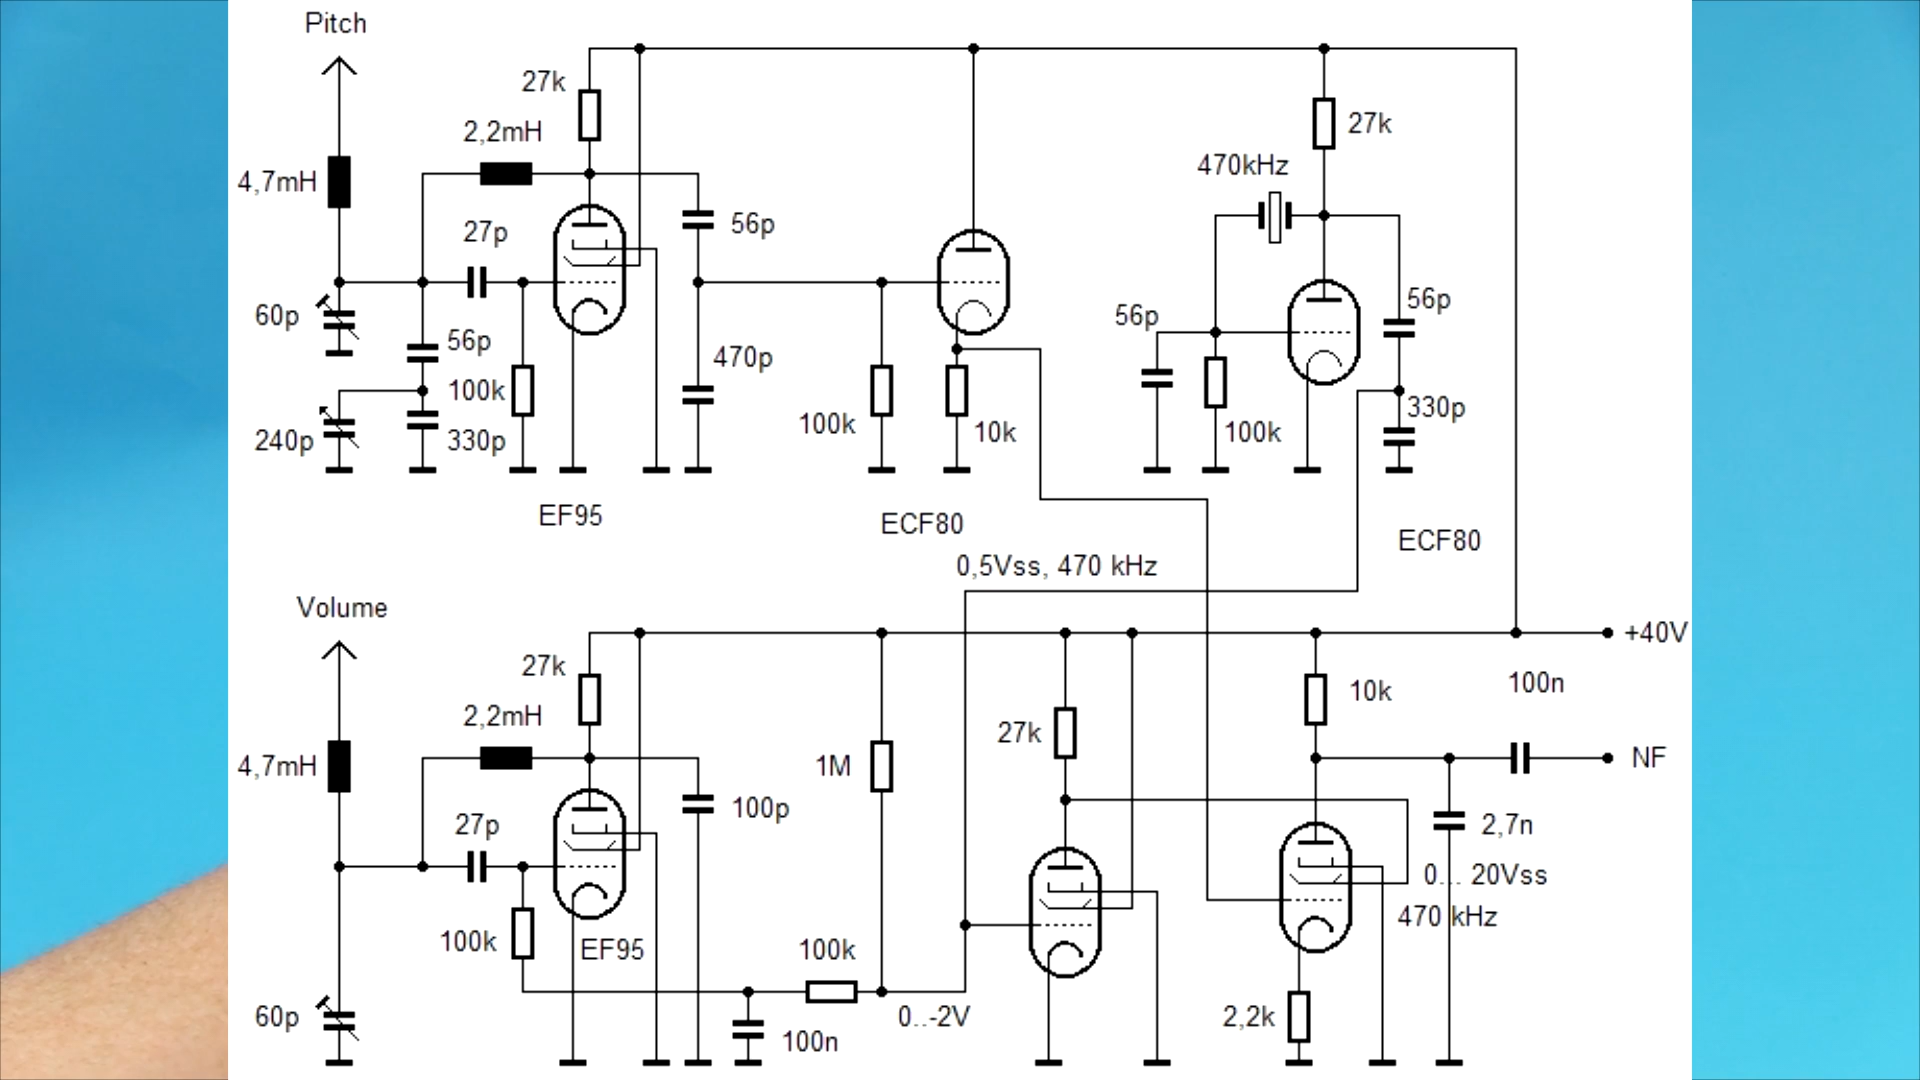 Pitch
27k
2,2mH
27k
470kHz
4,7mH
27p
56p
56p
60p
56p
56p
470p
100k
330p
100k
10k
100k
240p
330p
EF95
ECF80
ECF80
0,5Vss, 470 kHz
Volume
+40V
27k
100n
10k
2,2mH
27k
NF
4,7mH
1M
100p
27p
2,7n
0... 20Vss
470 kHz
100k
EF95
100k
60p
0..-2V
2,2k
100n